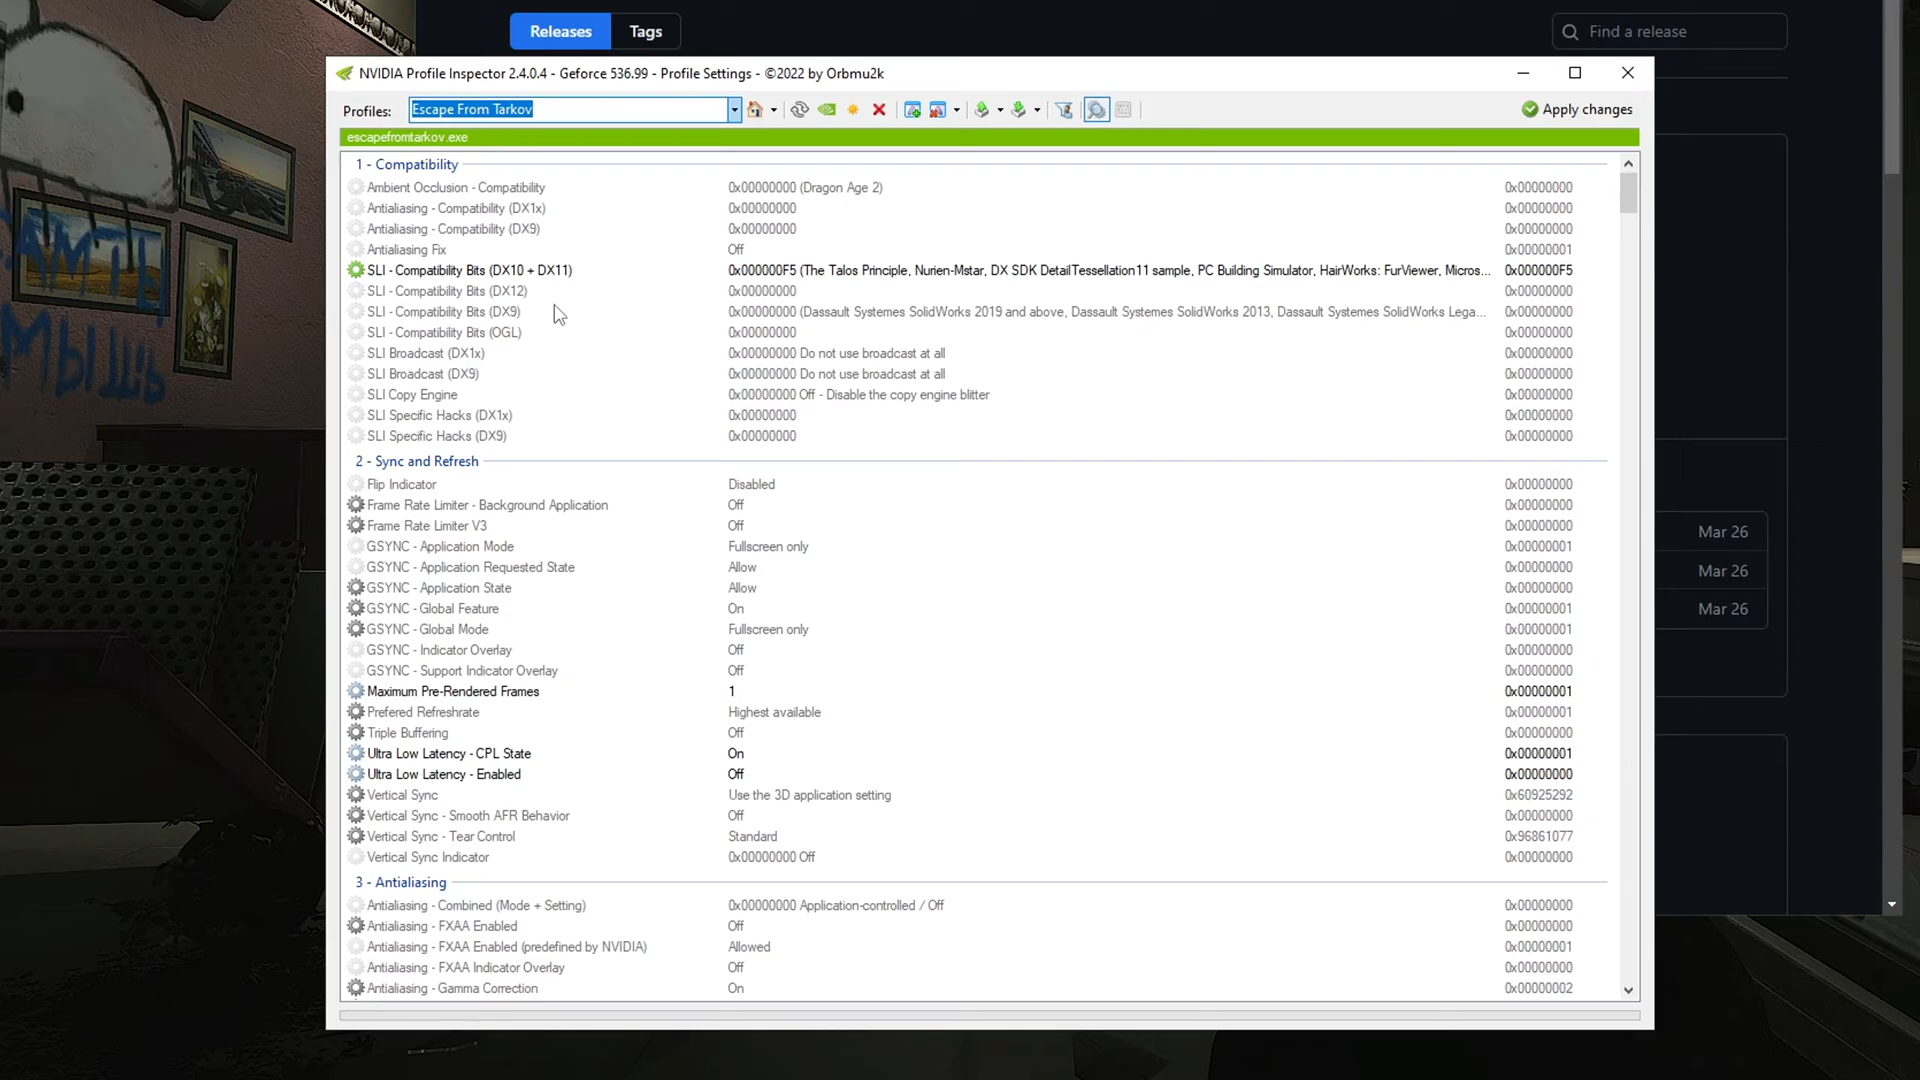 Releases Tags Find a release
NVIDIA Profile Inspector 2.4.0.4 - Geforce 536.99 - Profile Settings - ©2022 by Orbmu2k
Profiles: Escape From Tarkov Apply changes
escapefromtarkov.exe
1 - Compatibility
Ambient Occlusion - Compatibility 0x00000000 (Dragon Age 2) 0x00000000
Antialiasing - Compatibility (DX1x) 0x00000000 0x00000000
Antialiasing - Compatibility (DX9) 0x00000000 0x00000000
Antialiasing Fix Off 0x00000001
SLI - Compatibility Bits (DX10 + DX11) 0x000000F5 (The Talos Principle, Nurien-Mstar, DX SDK DetailTessellation11 sample, PC Building Simulator, HairWorks: FurViewer, Micros... 0x000000F5
SLI - Compatibility Bits (DX12) 0x00000000 0x00000000
SLI - Compatibility Bits (DX9) 0x00000000 (Dassault Systemes SolidWorks 2019 and above, Dassault Systemes SolidWorks 2013, Dassault Systemes SolidWorks Lega... 0x00000000
SLI - Compatibility Bits (OGL) 0x00000000 0x00000000
SLI Broadcast (DX1x) 0x00000000 Do not use broadcast at all 0x00000000
SLI Broadcast (DX9) 0x00000000 Do not use broadcast at all 0x00000000
SLI Copy Engine 0x00000000 Off - Disable the copy engine blitter 0x00000000
SLI Specific Hacks (DX1x) 0x00000000 0x00000000
SLI Specific Hacks (DX9) 0x00000000 0x00000000
2 - Sync and Refresh
Flip Indicator Disabled 0x00000000
Frame Rate Limiter - Background Application Off 0x00000000
Frame Rate Limiter V3 Off 0x00000000
GSYNC - Application Mode Fullscreen only 0x00000001
GSYNC - Application Requested State Allow 0x00000000
GSYNC - Application State Allow 0x00000000
GSYNC - Global Feature On 0x00000001
GSYNC - Global Mode Fullscreen only 0x00000001
GSYNC - Indicator Overlay Off 0x00000000
GSYNC - Support Indicator Overlay Off 0x00000000
Maximum Pre-Rendered Frames 1 0x00000001
Prefered Refreshrate Highest available 0x00000001
Triple Buffering Off 0x00000000
Ultra Low Latency - CPL State On 0x00000001
Ultra Low Latency - Enabled Off 0x00000000
Vertical Sync Use the 3D application setting 0x60925292
Vertical Sync - Smooth AFR Behavior Off 0x00000000
Vertical Sync - Tear Control Standard 0x96861077
Vertical Sync Indicator 0x00000000 Off 0x00000000
3 - Antialiasing
Antialiasing - Combined (Mode + Setting) 0x00000000 Application-controlled / Off 0x00000000
Antialiasing - FXAA Enabled Off 0x00000000
Antialiasing - FXAA Enabled (predefined by NVIDIA) Allowed 0x00000001
Antialiasing - FXAA Indicator Overlay Off 0x00000000
Antialiasing - Gamma Correction On 0x00000002
Mar 26
Mar 26
Mar 26
МЫШЬ